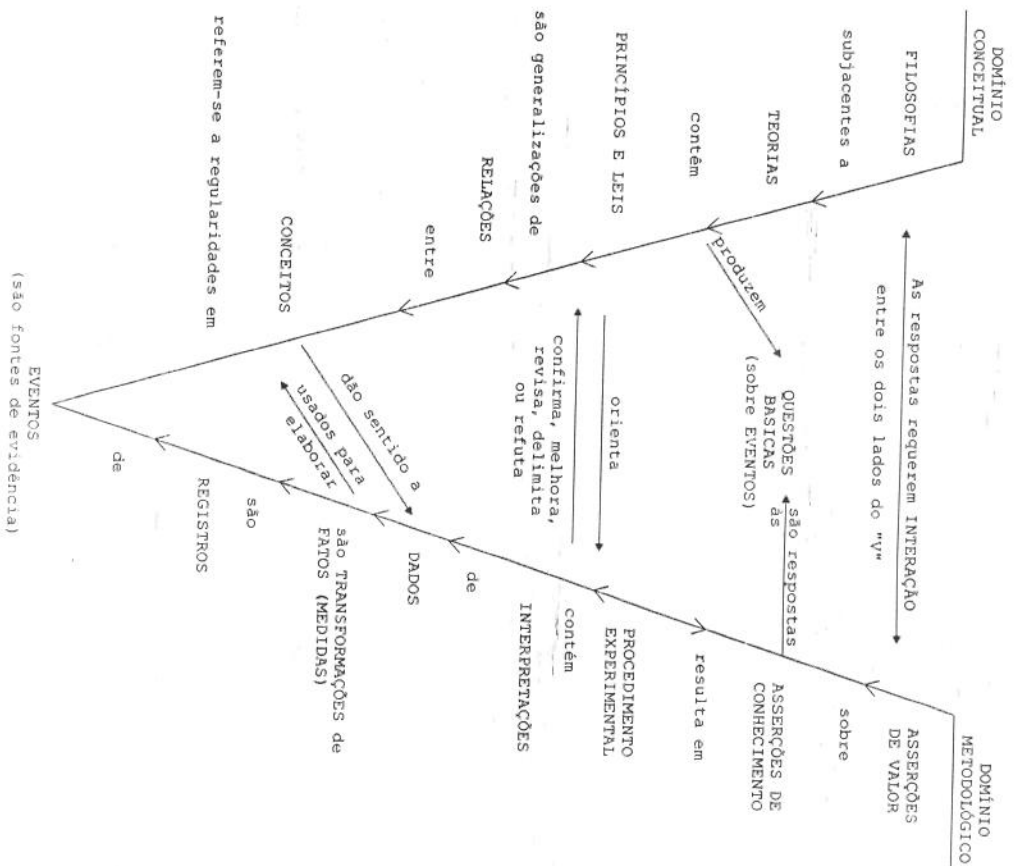 DOMÍNIO
CONCEITUAL
FILOSOFIAS
subjacentes a
TEORIAS
contêm
PRINCÍPIOS E LEIS
são generalizações de
RELAÇÕES
entre
CONCEITOS
referem-se a regularidades em
As respostas requerem INTERAÇÃO
entre os dois lados do "V"
produzem
QUESTÕES
BASICAS
(sobre EVENTOS)
são respostas
às
orienta
confirma, melhora,
revisa, delimita
ou refuta
dão sentido a
usados para
elaborar
DOMÍNIO
METODOLÓGICO
ASSERÇÕES
DE VALOR
sobre
ASSERÇÕES DE
CONHECIMENTO
resulta em
PROCEDIMENTO
EXPERIMENTAL
contém
INTERPRETAÇÕES
de
DADOS
são TRANSFORMAÇÕES de
FATOS (MEDIDAS)
são
REGISTROS
de
EVENTOS
(são fontes de evidência)